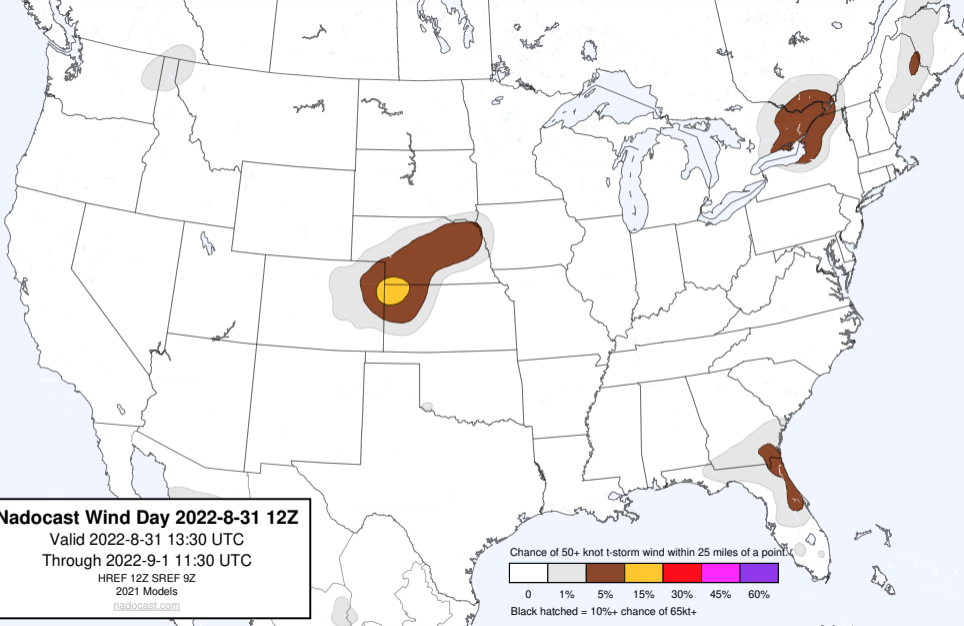 Nadocast Wind Day 2022-8-31 12Z
Valid 2022-8-31 13:30 UTC
Through 2022-9-1 11:30 UTC
HREF 12Z SREF 9Z
2021 Models
nadocast.com
Chance of 50+ knot t-storm wind within 25 miles of a point.
0 1% 5% 15% 30% 45% 60%
Black hatched = 10%+ chance of 65kt+